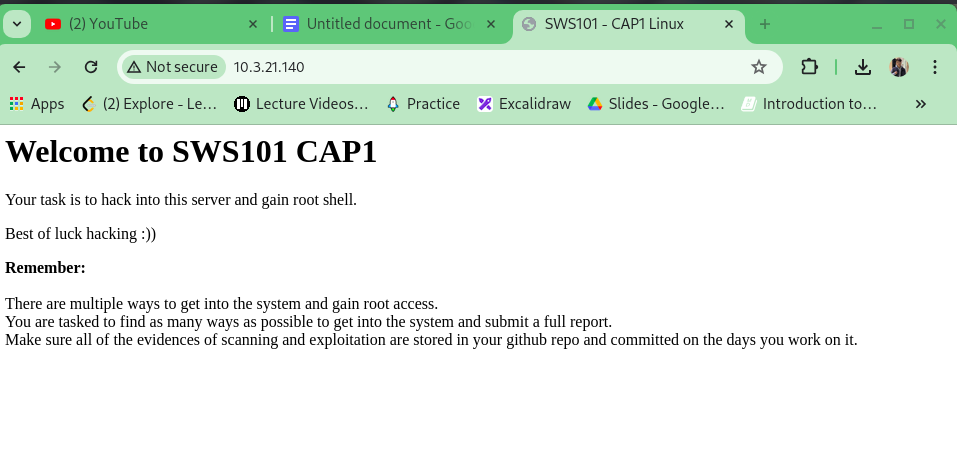 (2) YouTube
Untitled document - Goo
SWS101 - CAP1 Linux
Not secure
10.3.21.140
Apps
(2) Explore - Le...
Lecture Videos...
Practice
Excalidraw
Slides - Google...
Introduction to...
»
Welcome to SWS101 CAP1
Your task is to hack into this server and gain root shell.
Best of luck hacking :))
Remember:
There are multiple ways to get into the system and gain root access.
You are tasked to find as many ways as possible to get into the system and submit a full report.
Make sure all of the evidences of scanning and exploitation are stored in your github repo and committed on the days you work on it.